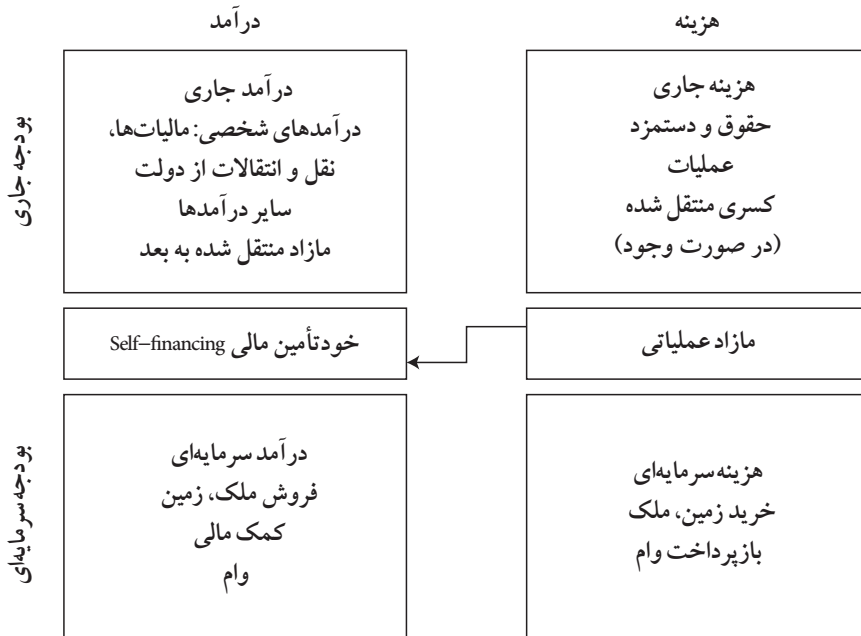 درآمد
هزینه
بودجه جاری
درآمد جاری
درآمدهای شخصی: مالیات‌ها،
نقل و انتقالات از دولت
سایر درآمدها
مازاد منتقل شده به بعد
هزینه جاری
حقوق و دستمزد
عملیات
کسری منتقل شده
(در صورت وجود)
خودتأمین مالی Self–financing
مازاد عملیاتی
بودجه سرمایه‌ای
درآمد سرمایه‌ای
فروش ملک، زمین
کمک مالی
وام
هزینه سرمایه‌ای
خرید زمین، ملک
بازپرداخت وام